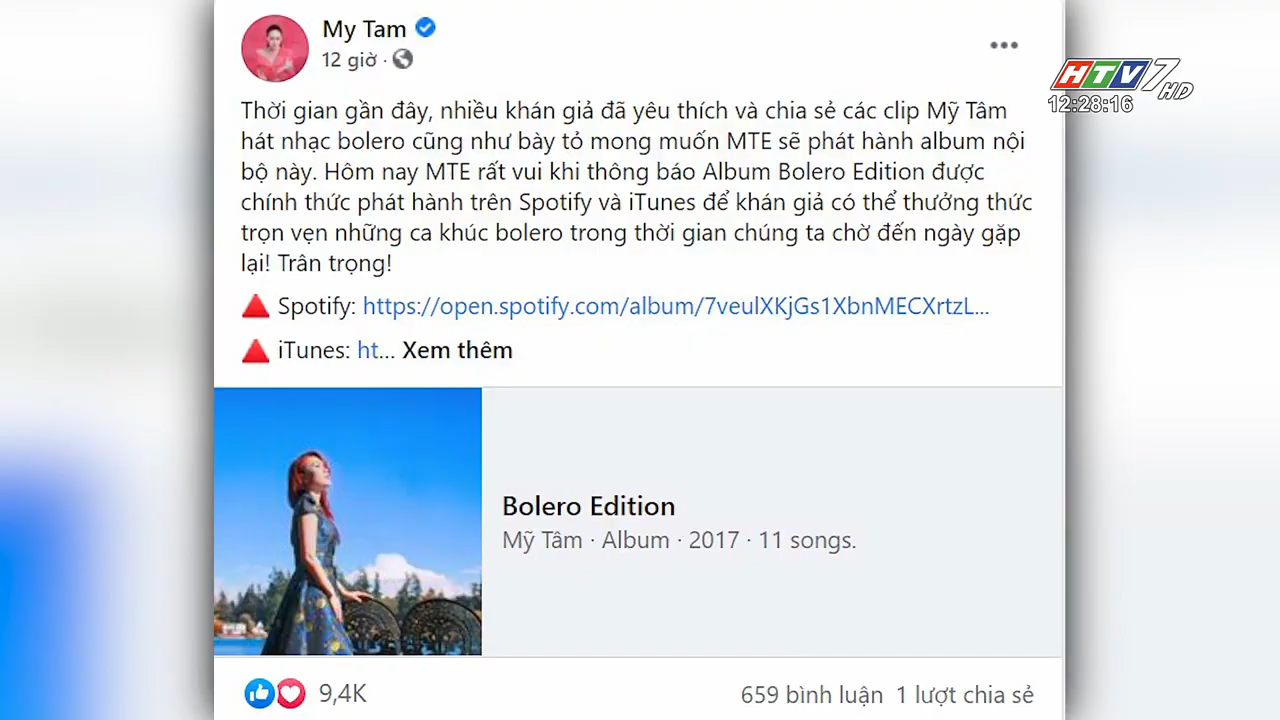 My Tam
12 giờ ·
HTV7 HD
12:28:16
Thời gian gần đây, nhiều khán giả đã yêu thích và chia sẻ các clip Mỹ Tâm
hát nhạc bolero cũng như bày tỏ mong muốn MTE sẽ phát hành album nội
bộ này. Hôm nay MTE rất vui khi thông báo Album Bolero Edition được
chính thức phát hành trên Spotify và iTunes để khán giả có thể thưởng thức
trọn vẹn những ca khúc bolero trong thời gian chúng ta chờ đến ngày gặp
lại! Trân trọng!
Spotify: https://open.spotify.com/album/7veulXKjGs1XbnMECXrtzL...
iTunes: ht... Xem thêm
Bolero Edition
Mỹ Tâm · Album · 2017 · 11 songs.
9,4K
659 bình luận 1 lượt chia sẻ